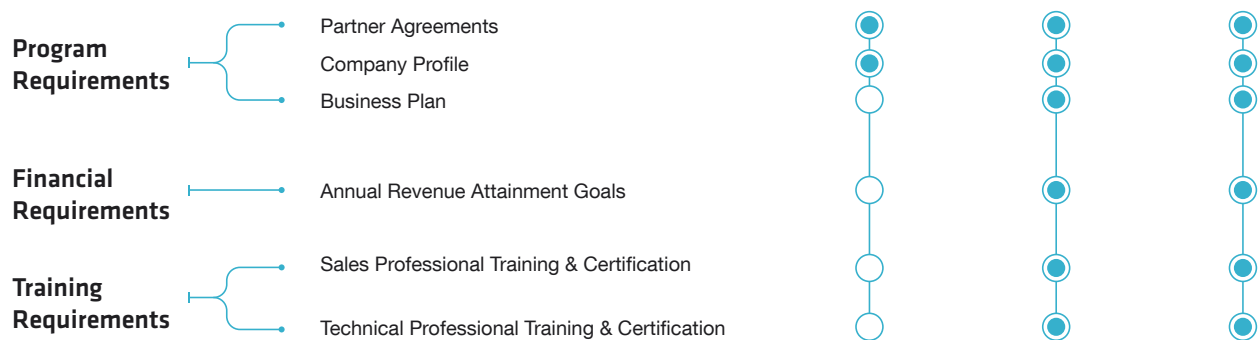 Program
Requirements
Partner Agreements
Company Profile
Business Plan
Financial
Requirements
Annual Revenue Attainment Goals
Training
Requirements
Sales Professional Training & Certification
Technical Professional Training & Certification